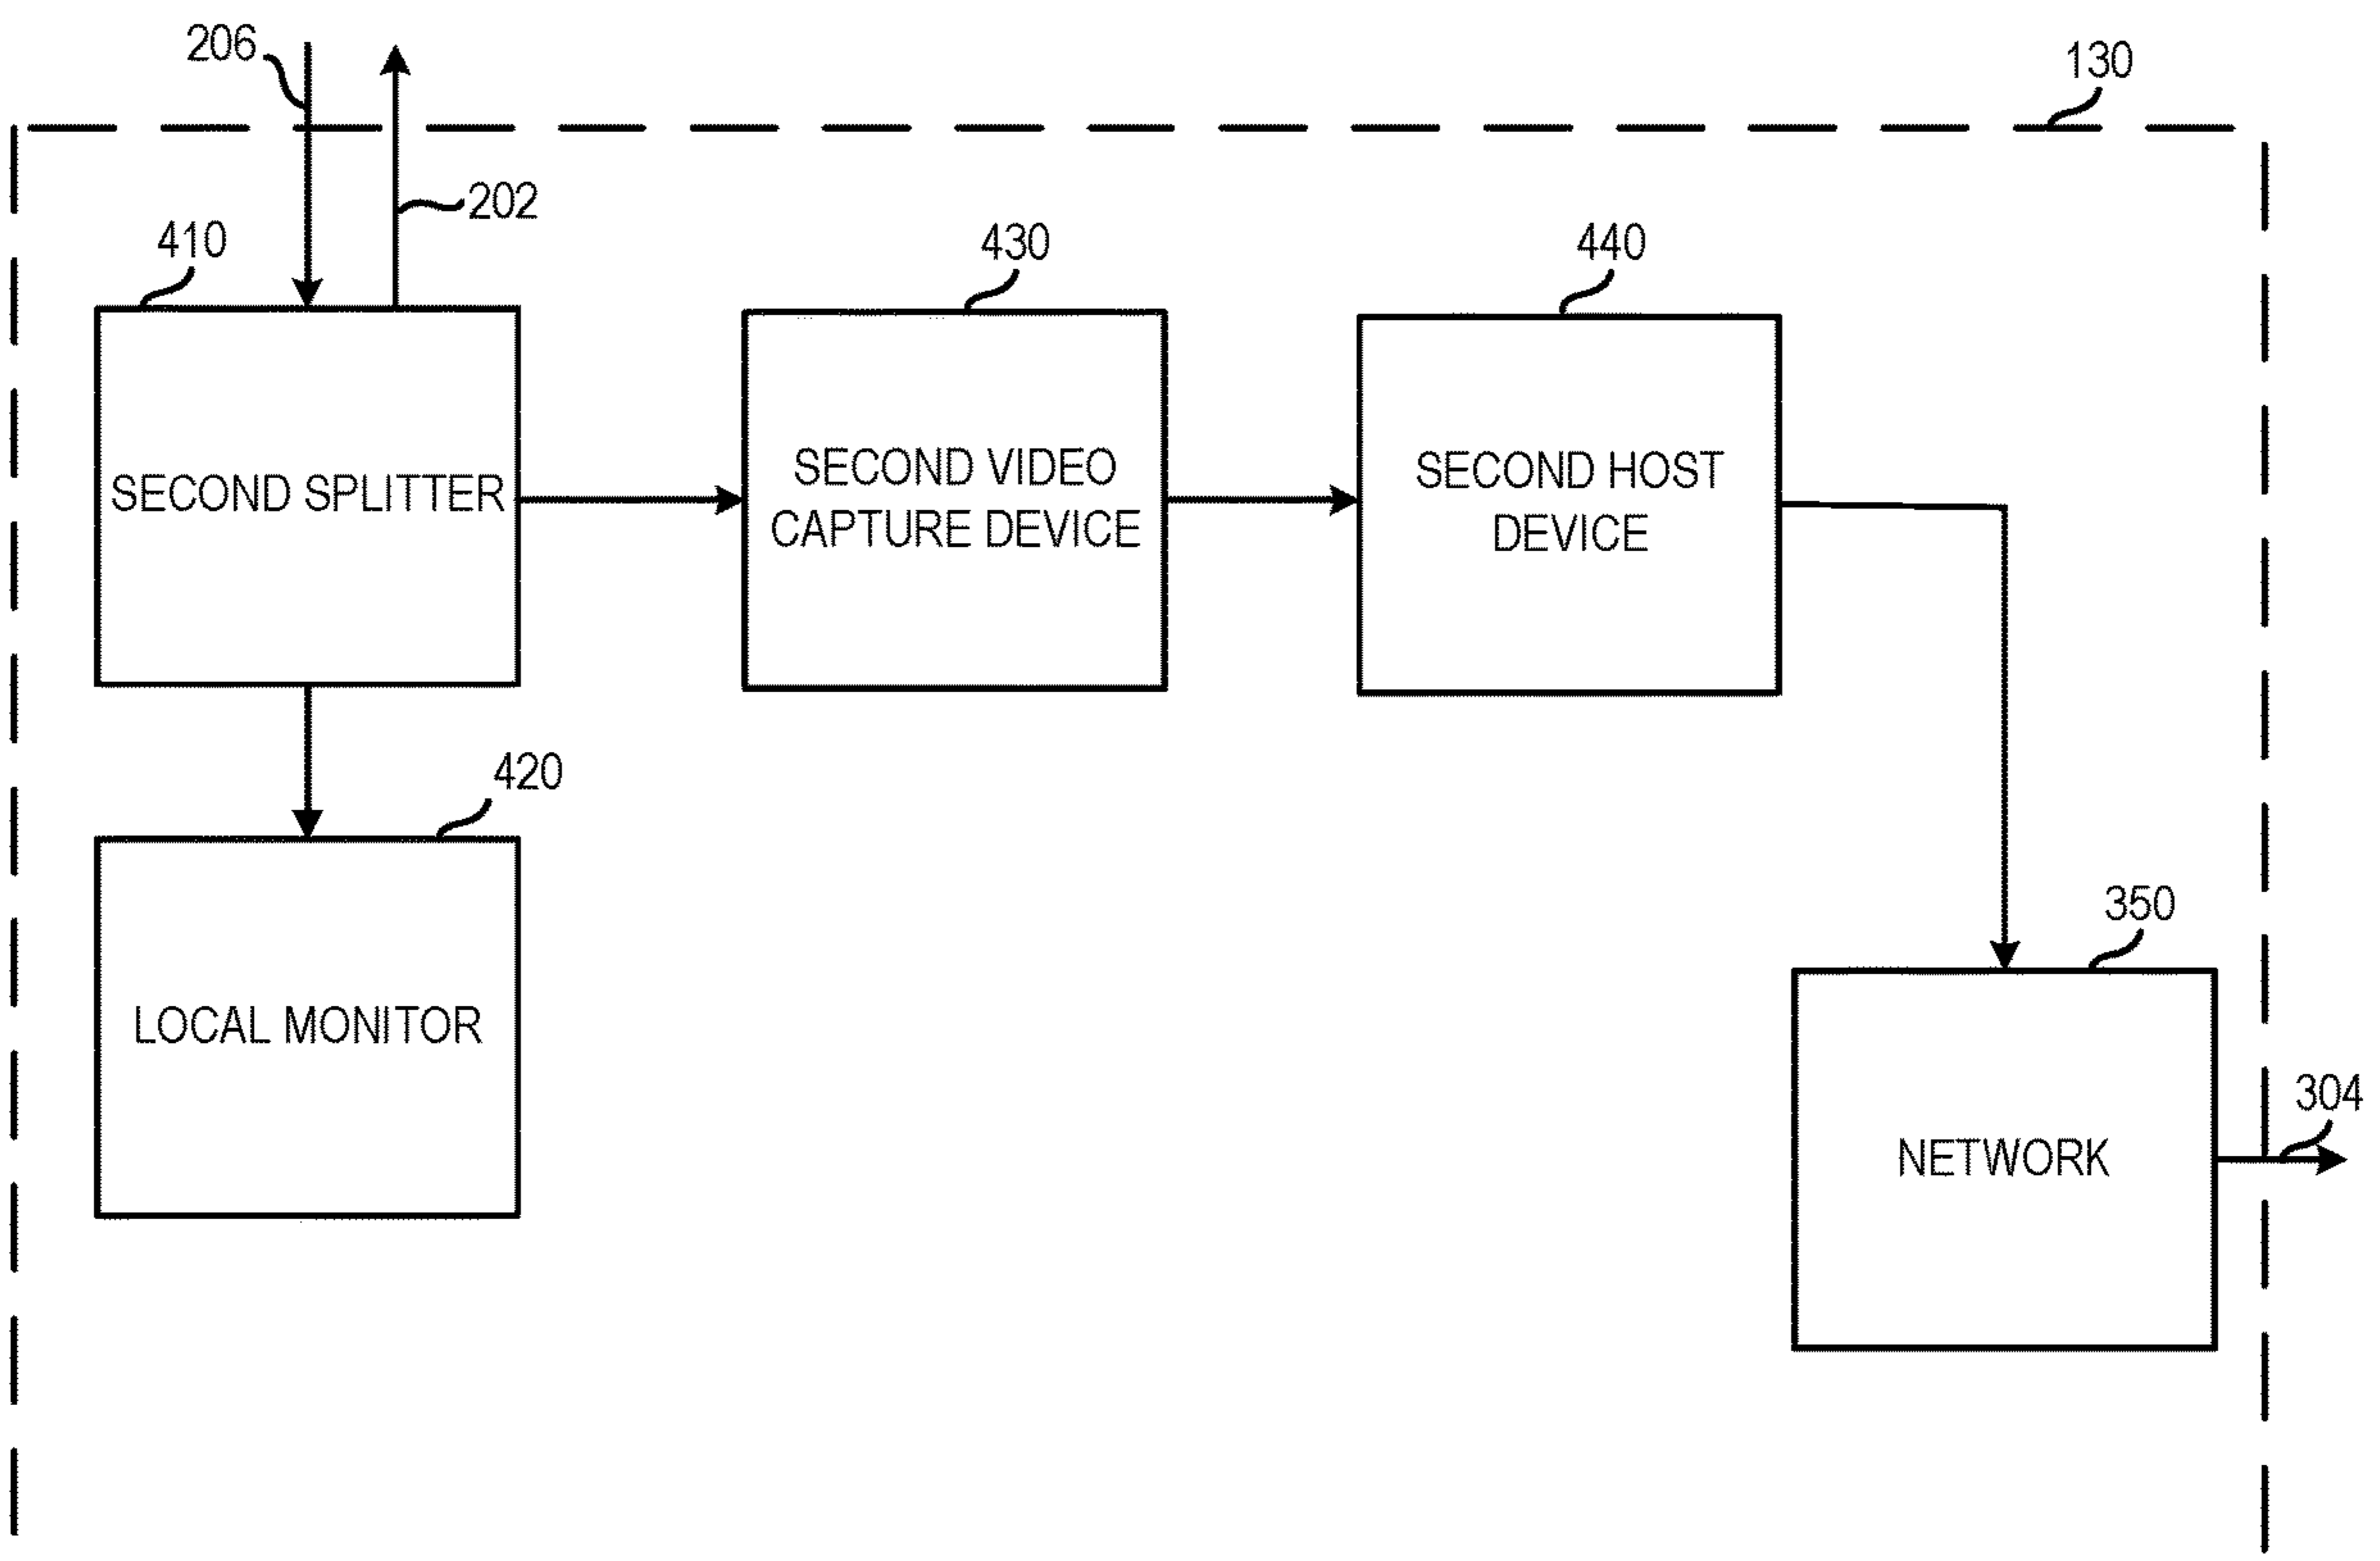 206
130
202
410
430
440
SECOND SPLITTER
SECOND VIDEO
CAPTURE DEVICE
SECOND HOST
DEVICE
420
350
LOCAL MONITOR
304
NETWORK